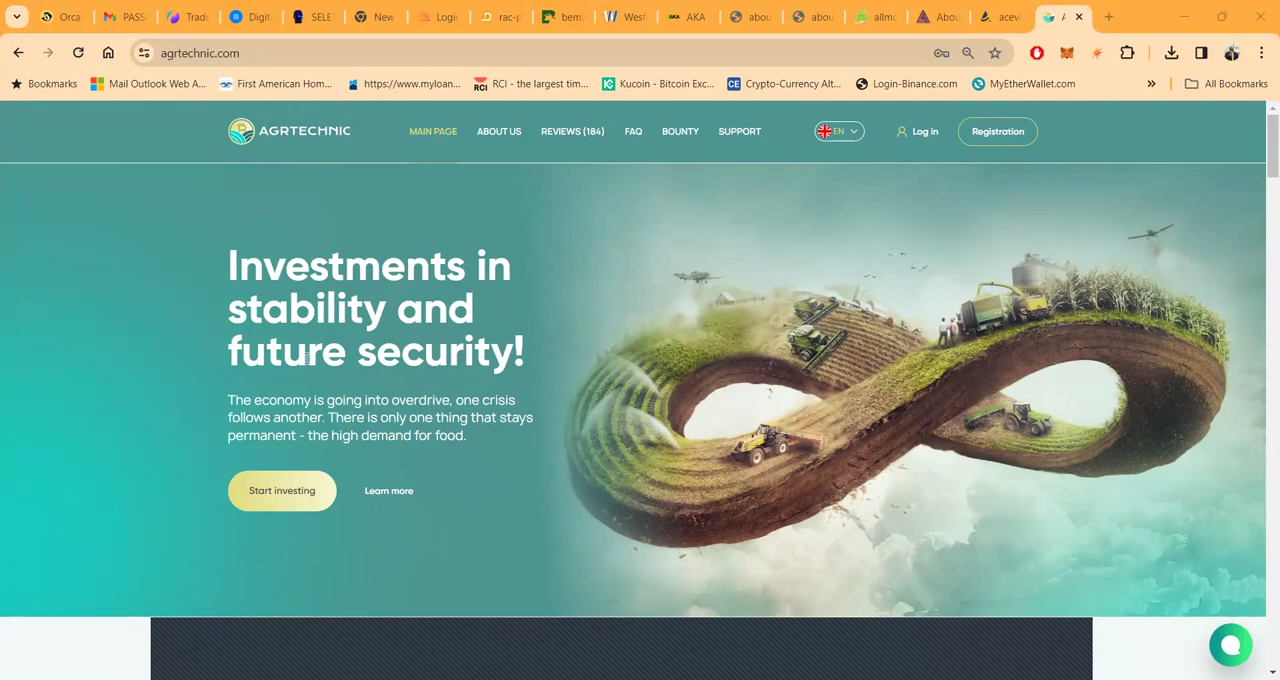 Orca
PASS
Trade
Digit
SELE
New
Login
rac-p
bem
West
AKA
abou
abou
allmo
Abou
acevi
A
agrtechnic.com
Bookmarks
Mail Outlook Web A...
First American Hom...
https://www.myloan...
RCI - the largest tim...
Kucoin - Bitcoin Exc...
Crypto-Currency Alt...
Login-Binance.com
MyEtherWallet.com
»
All Bookmarks
AGRTECHNIC
MAIN PAGE
ABOUT US
REVIEWS (184)
FAQ
BOUNTY
SUPPORT
EN
Log in
Registration
Investments in
stability and
future security!
The economy is going into overdrive, one crisis
follows another. There is only one thing that stays
permanent - the high demand for food.
Start investing
Learn more